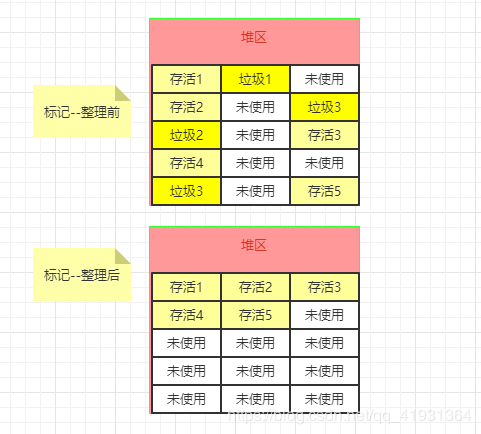 堆区
存活1 垃圾1 未使用
标记--整理前
存活2 未使用 垃圾3
垃圾2 未使用 存活3
存活4 未使用 未使用
垃圾3 未使用 存活5
堆区
标记--整理后
存活1 存活2 存活3
存活4 存活5 未使用
未使用 未使用 未使用
未使用 未使用 未使用
未使用 未使用 未使用
https://blog.csdn.net/qq_41931364